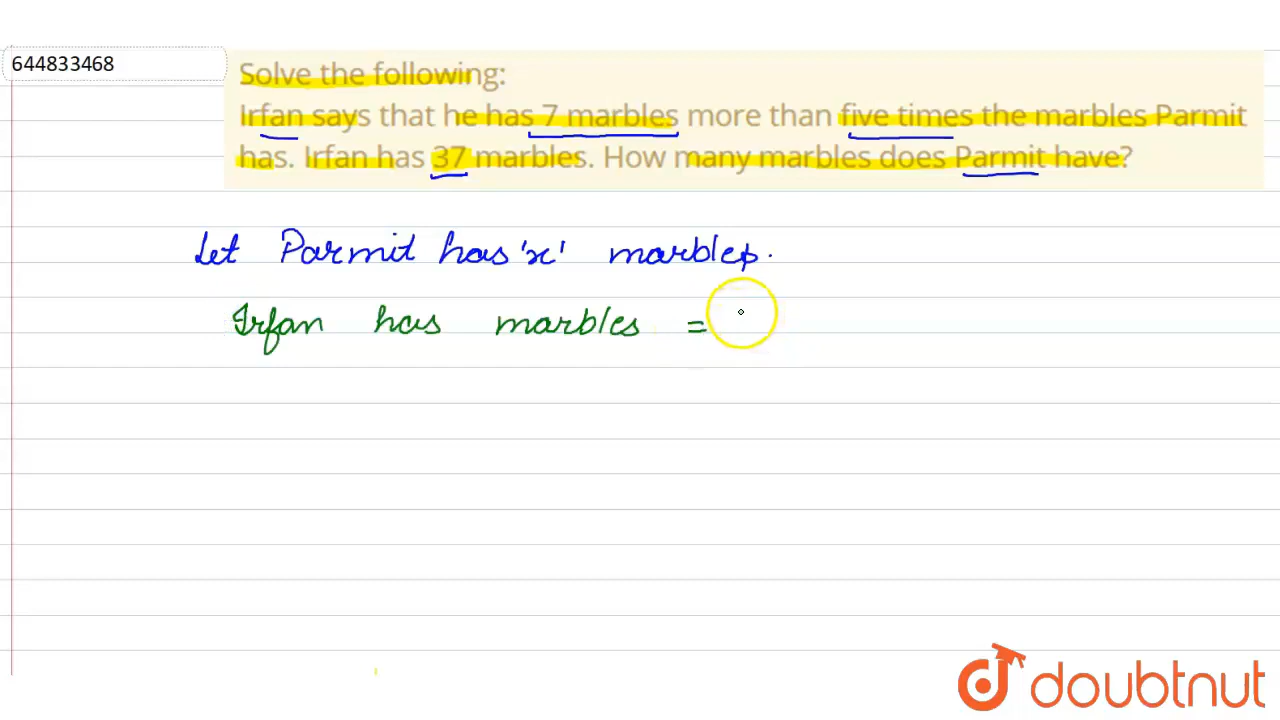 644833468
Solve the following:
Irfan says that he has 7 marbles more than five times the marbles Parmit
has. Irfan has 37 marbles. How many marbles does Parmit have?
Let Parmit has 'x' marbles.
Irfan has marbles =
doubtnut